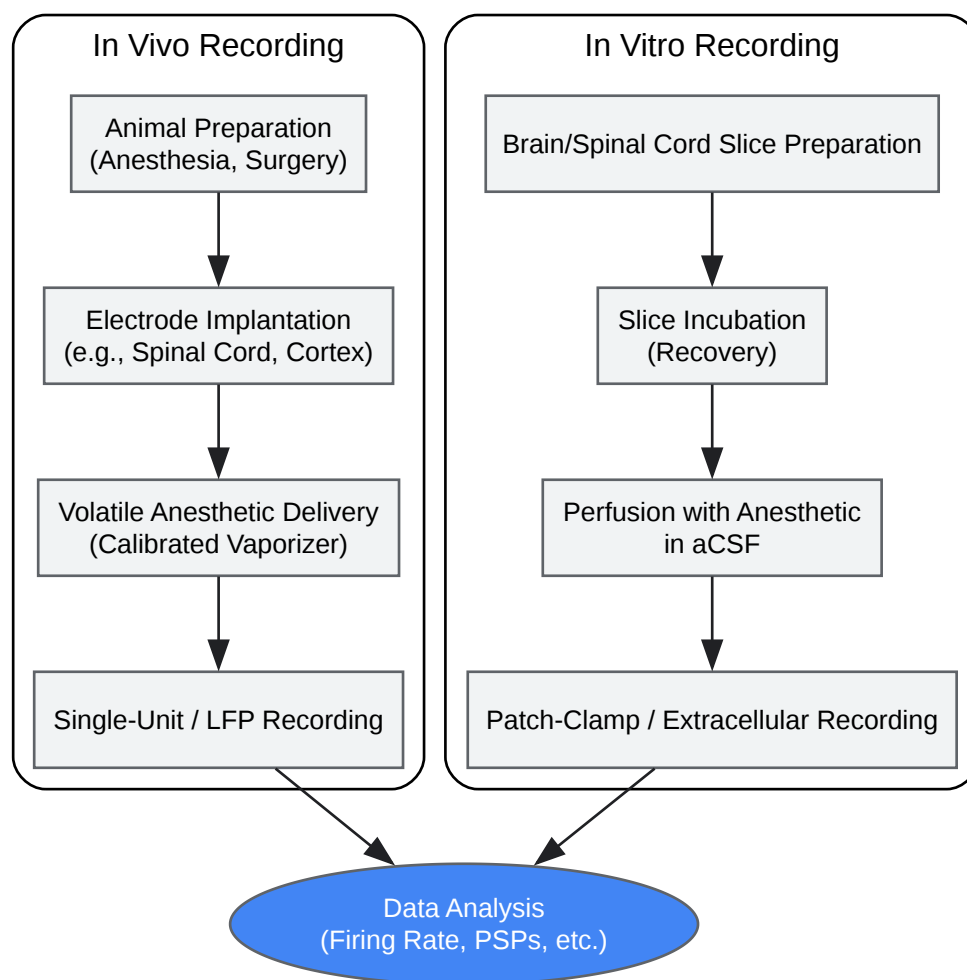 In Vivo Recording
Animal Preparation
(Anesthesia, Surgery)
Electrode Implantation
(e.g., Spinal Cord, Cortex)
Volatile Anesthetic Delivery
(Calibrated Vaporizer)
Single-Unit / LFP Recording
In Vitro Recording
Brain/Spinal Cord Slice Preparation
Slice Incubation
(Recovery)
Perfusion with Anesthetic
in aCSF
Patch-Clamp / Extracellular Recording
Data Analysis
(Firing Rate, PSPs, etc.)